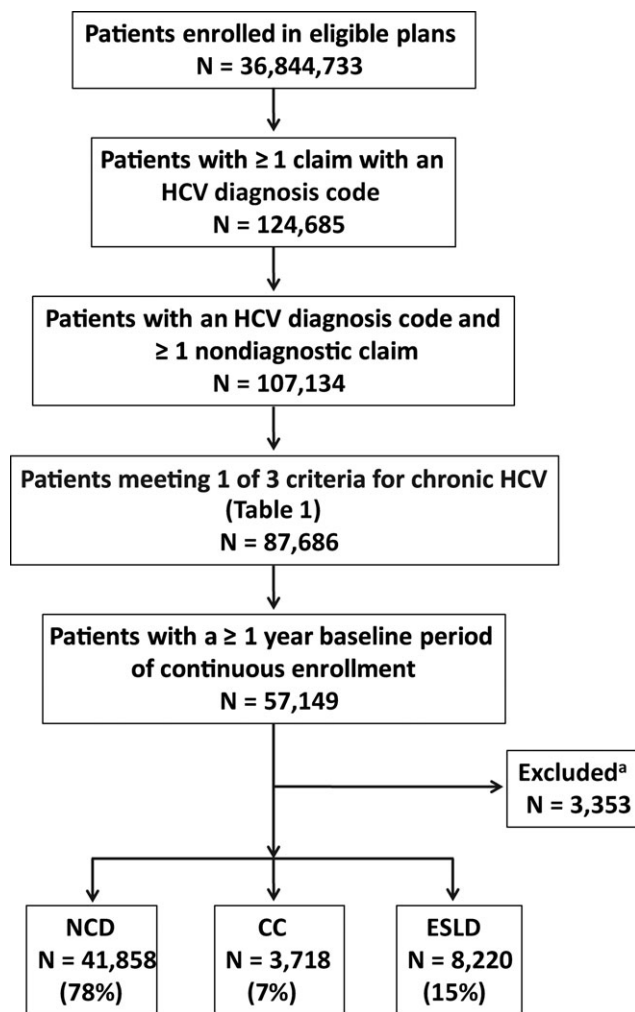 Patients enrolled in eligible plans
N = 36,844,733
Patients with ≥ 1 claim with an
HCV diagnosis code
N = 124,685
Patients with an HCV diagnosis code and
≥ 1 nondiagnostic claim
N = 107,134
Patients meeting 1 of 3 criteria for chronic HCV
(Table 1)
N = 87,686
Patients with a ≥ 1 year baseline period
of continuous enrollment
N = 57,149
Excludedᵃ
N = 3,353
NCD
N = 41,858
(78%)
CC
N = 3,718
(7%)
ESLD
N = 8,220
(15%)